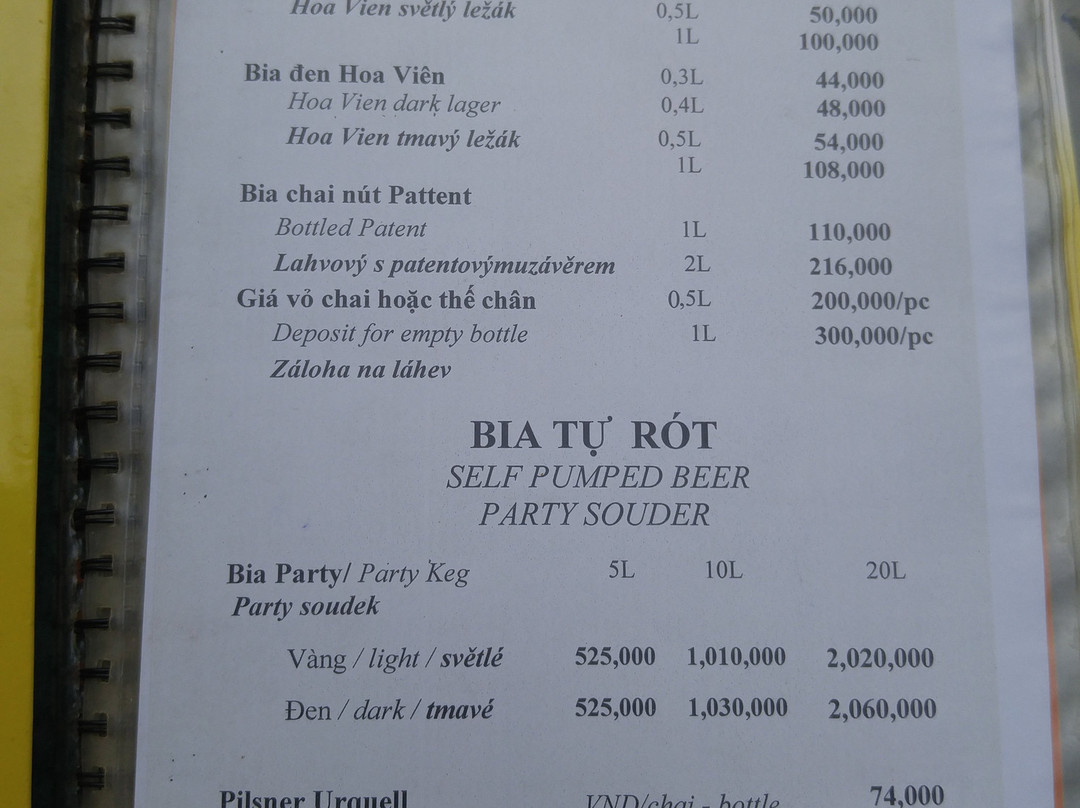 Hoa Vien světlý ležák 0,5L 50,000
1L 100,000
Bia đen Hoa Viên 0,3L 44,000
Hoa Vien dark lager 0,4L 48,000
Hoa Vien tmavý ležák 0,5L 54,000
1L 108,000
Bia chai nút Pattent
Bottled Patent 1L 110,000
Lahvový s patentovýmuzávěrem 2L 216,000
Giá vỏ chai hoặc thế chân 0,5L 200,000/pc
Deposit for empty bottle 1L 300,000/pc
Záloha na láhev
BIA TỰ RÓT
SELF PUMPED BEER
PARTY SOUDER
Bia Party/ Party Keg 5L 10L 20L
Party soudek
Vàng / light / světlé 525,000 1,010,000 2,020,000
Đen / dark / tmavé 525,000 1,030,000 2,060,000
Pilsner Urquell VND/chai - bottle 74,000